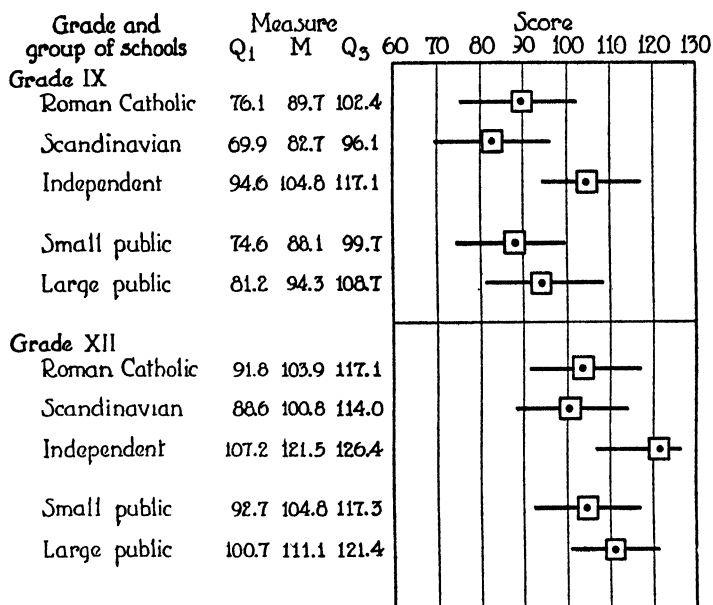 Grade and Measure Score
group of schools Q1 M Q3 60 70 80 90 100 110 120 130
Grade IX
Roman Catholic 76.1 89.7 102.4
Scandinavian 69.9 82.7 96.1
Independent 94.6 104.8 117.1
Small public 74.6 88.1 99.7
Large public 81.2 94.3 108.7
Grade XII
Roman Catholic 91.8 103.9 117.1
Scandinavian 88.6 100.8 114.0
Independent 107.2 121.5 126.4
Small public 92.7 104.8 117.3
Large public 100.7 111.1 121.4